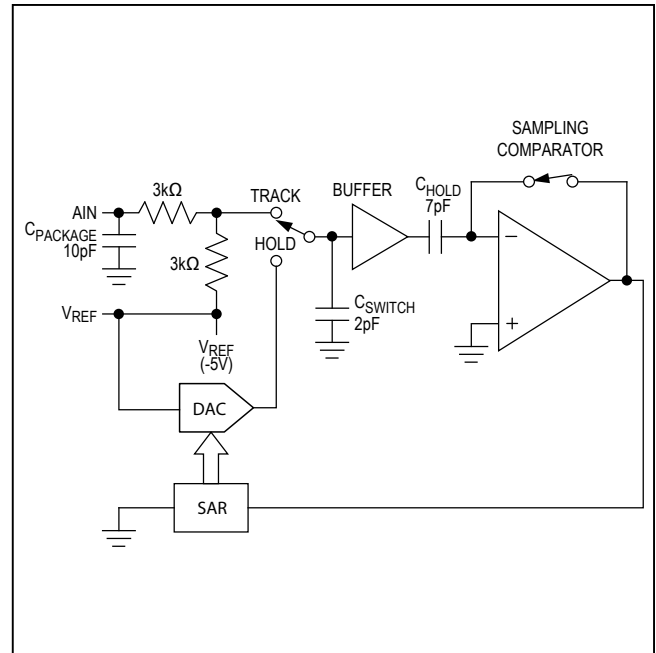 SAMPLING
COMPARATOR
3kΩ
TRACK
BUFFER
CHOLD
7pF
AIN
CPACKAGE
10pF
HOLD
3kΩ
CSWITCH
2pF
VREF
VREF
(-5V)
DAC
SAR
−
+